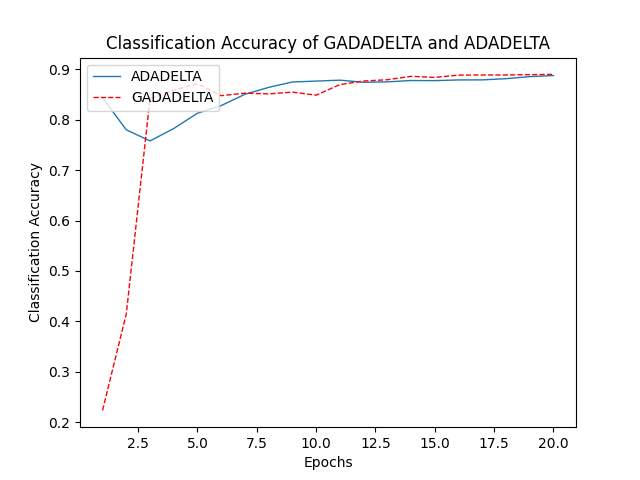 Classification Accuracy of GADADELTA and ADADELTA
ADADELTA
GADADELTA
Classification Accuracy
0.9
0.8
0.7
0.6
0.5
0.4
0.3
0.2
2.5 5.0 7.5 10.0 12.5 15.0 17.5 20.0
Epochs